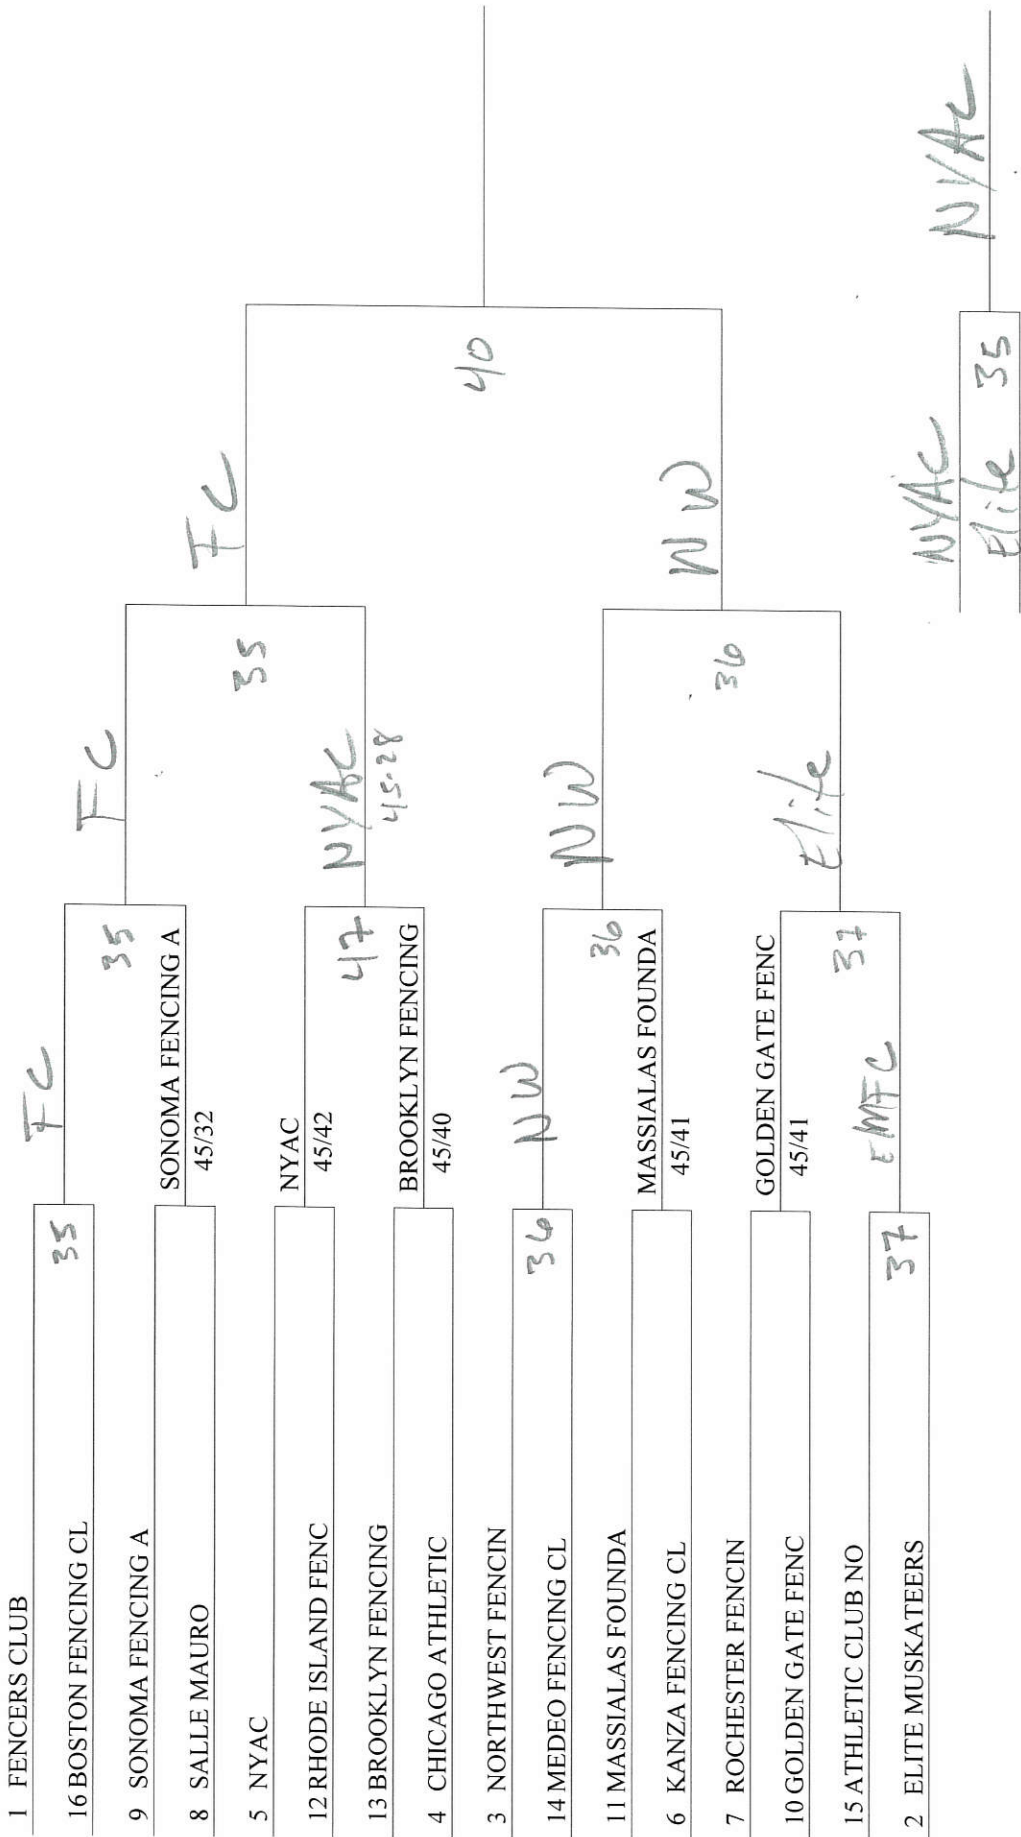 1 FENCERS CLUB
16 BOSTON FENCING CL
9 SONOMA FENCING A
8 SALLE MAURO
5 NYAC
12 RHODE ISLAND FENC
13 BROOKLYN FENCING
4 CHICAGO ATHLETIC
3 NORTHWEST FENCIN
14 MEDEO FENCING CL
11 MASSIALAS FOUNDA
6 KANZA FENCING CL
7 ROCHESTER FENCIN
10 GOLDEN GATE FENC
15 ATHLETIC CLUB NO
2 ELITE MUSKATEERS
35
FC
SONOMA FENCING A
45/32
NYAC
45/42
BROOKLYN FENCING
45/40
36
NW
MASSIALAS FOUNDA
45/41
GOLDEN GATE FENC
45/41
37
EMFC
35
FC
47
NYAC
45-28
36
NW
37
Elite
35
FC
36
NW
40
NYAC
Elite 35
NYAC